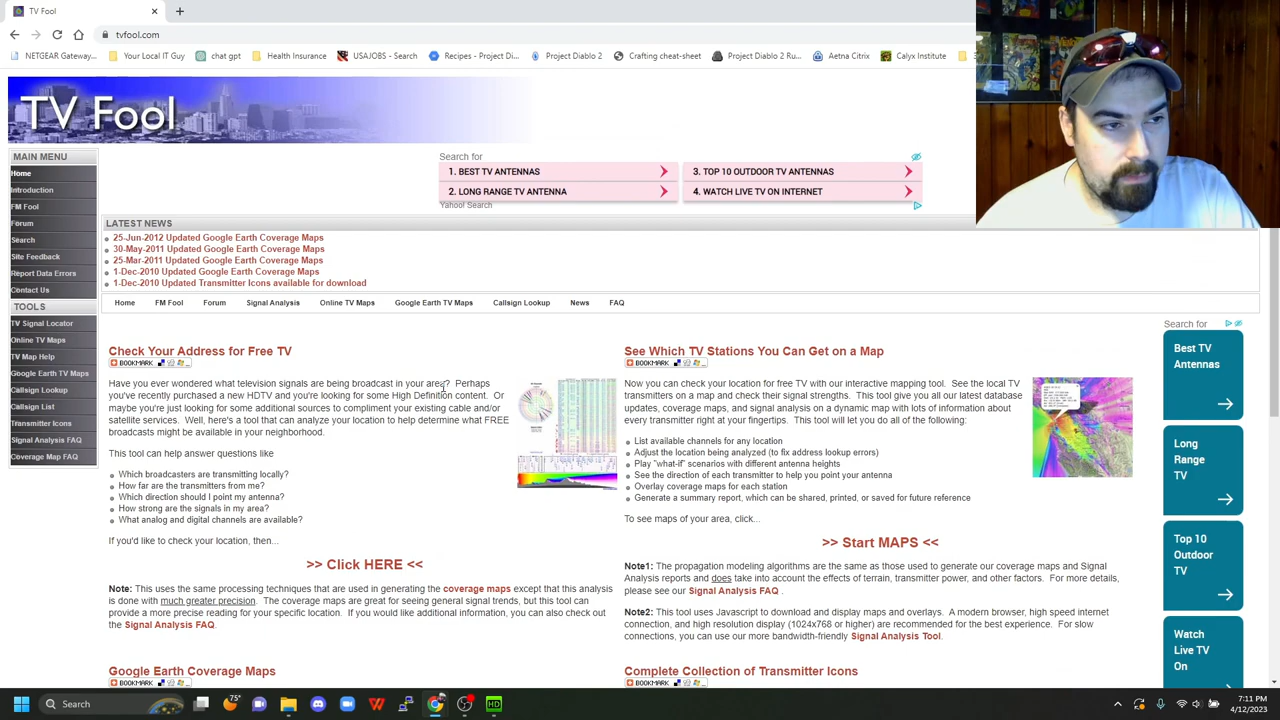 TV Fool
tvfool.com
NETGEAR Gateway... Your Local IT Guy chat gpt Health Insurance USAJOBS - Search Recipes - Project Di... Project Diablo 2 Crafting cheat-sheet Project Diablo 2 Ru... Aetna Citrix Calyx Institute
TV Fool
MAIN MENU
Home
Introduction
FM Fool
Forum
Search
Site Feedback
Report Data Errors
Contact Us
TOOLS
TV Signal Locator
Online TV Maps
TV Map Help
Google Earth TV Maps
Callsign Lookup
Callsign List
Transmitter Icons
Signal Analysis FAQ
Coverage Map FAQ
Search for
1. BEST TV ANTENNAS
3. TOP 10 OUTDOOR TV ANTENNAS
2. LONG RANGE TV ANTENNA
4. WATCH LIVE TV ON INTERNET
Yahoo! Search
LATEST NEWS
25-Jun-2012 Updated Google Earth Coverage Maps
30-May-2011 Updated Google Earth Coverage Maps
25-Mar-2011 Updated Google Earth Coverage Maps
1-Dec-2010 Updated Google Earth Coverage Maps
1-Dec-2010 Updated Transmitter Icons available for download
Home FM Fool Forum Signal Analysis Online TV Maps Google Earth TV Maps Callsign Lookup News FAQ
Check Your Address for Free TV
BOOKMARK
Have you ever wondered what television signals are being broadcast in your area? Perhaps
you've recently purchased a new HDTV and you're looking for some High Definition content. Or
maybe you're just looking for some additional sources to compliment your existing cable and/or
satellite services. Well, here's a tool that can analyze your location to help determine what FREE
broadcasts might be available in your neighborhood.
This tool can help answer questions like
Which broadcasters are transmitting locally?
How far are the transmitters from me?
Which direction should I point my antenna?
How strong are the signals in my area?
What analog and digital channels are available?
If you'd like to check your location, then...
>> Click HERE <<
Note: This uses the same processing techniques that are used in generating the coverage maps except that this analysis
is done with much greater precision. The coverage maps are great for seeing general signal trends, but this tool can
provide a more precise reading for your specific location. If you would like additional information, you can also check out
the Signal Analysis FAQ.
Google Earth Coverage Maps
BOOKMARK
See Which TV Stations You Can Get on a Map
BOOKMARK
Now you can check your location for free TV with our interactive mapping tool. See the local TV
transmitters on a map and check their signal strengths. This tool will give you all our latest database
updates, coverage maps, and signal analysis on a dynamic map with lots of information about
every transmitter right at your fingertips. This tool will let you do all of the following:
List available channels for any location
Adjust the location being analyzed (to fix address lookup errors)
Play "what-if" scenarios with different antenna heights
See the direction of each transmitter to help you point your antenna
Overlay coverage maps for each station
Generate a summary report, which can be shared, printed, or saved for future reference
To see maps of your area, click...
>> Start MAPS <<
Note1: The propagation modeling algorithms are the same as those used to generate our coverage maps and Signal
Analysis reports and does take into account the effects of terrain, transmitter power, and other factors. For more details,
please see our Signal Analysis FAQ .
Note2: This tool uses Javascript to download and display maps and overlays. A modern browser, high speed internet
connection, and high resolution display (1024x768 or higher) are recommended for the best experience. For slow
connections, you can use our more bandwidth-friendly Signal Analysis Tool.
Complete Collection of Transmitter Icons
BOOKMARK
Search for
Best TV
Antennas
Long
Range
TV
Top 10
Outdoor
TV
Watch
Live TV
On
Search
75°
HD
7:11 PM
4/12/2023